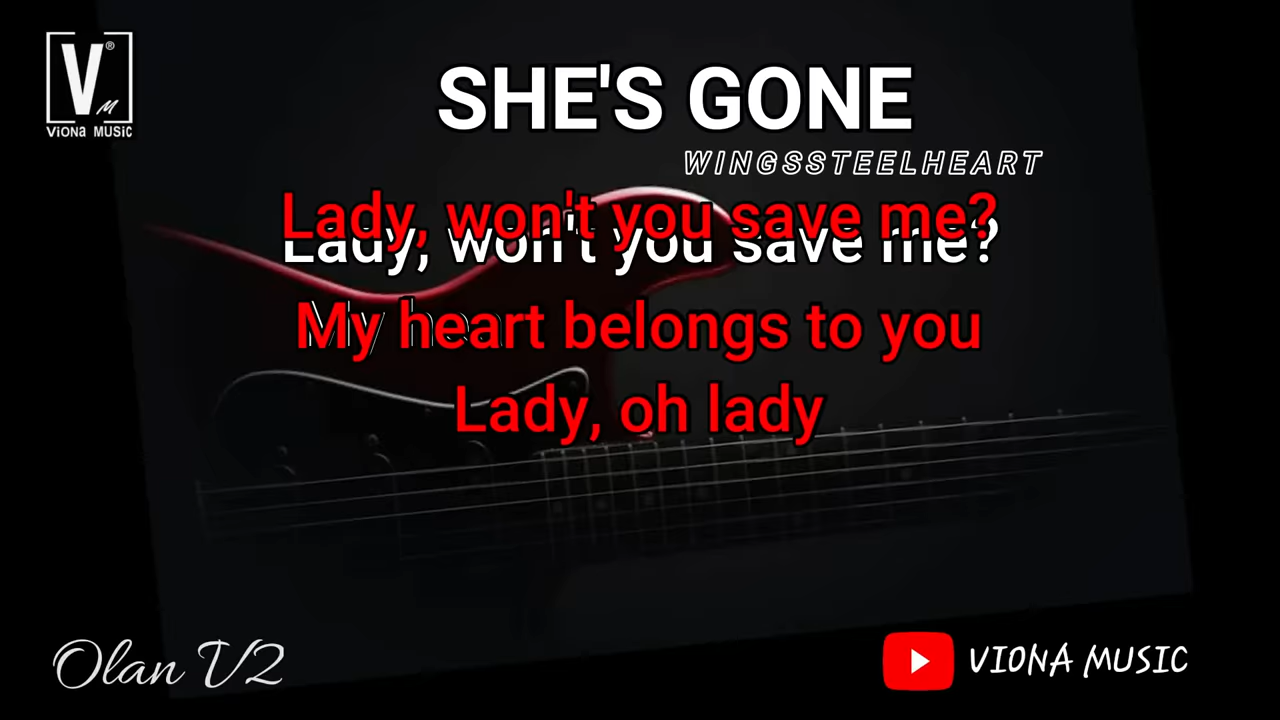 V®
M
ViONa MUSiC
SHE'S GONE
WINGSSTEELHEART
Lady, won't you save me?
Lady, won't you save me?
My heart belongs to you
Lady, oh lady
Olan V2
VIONA MUSIC